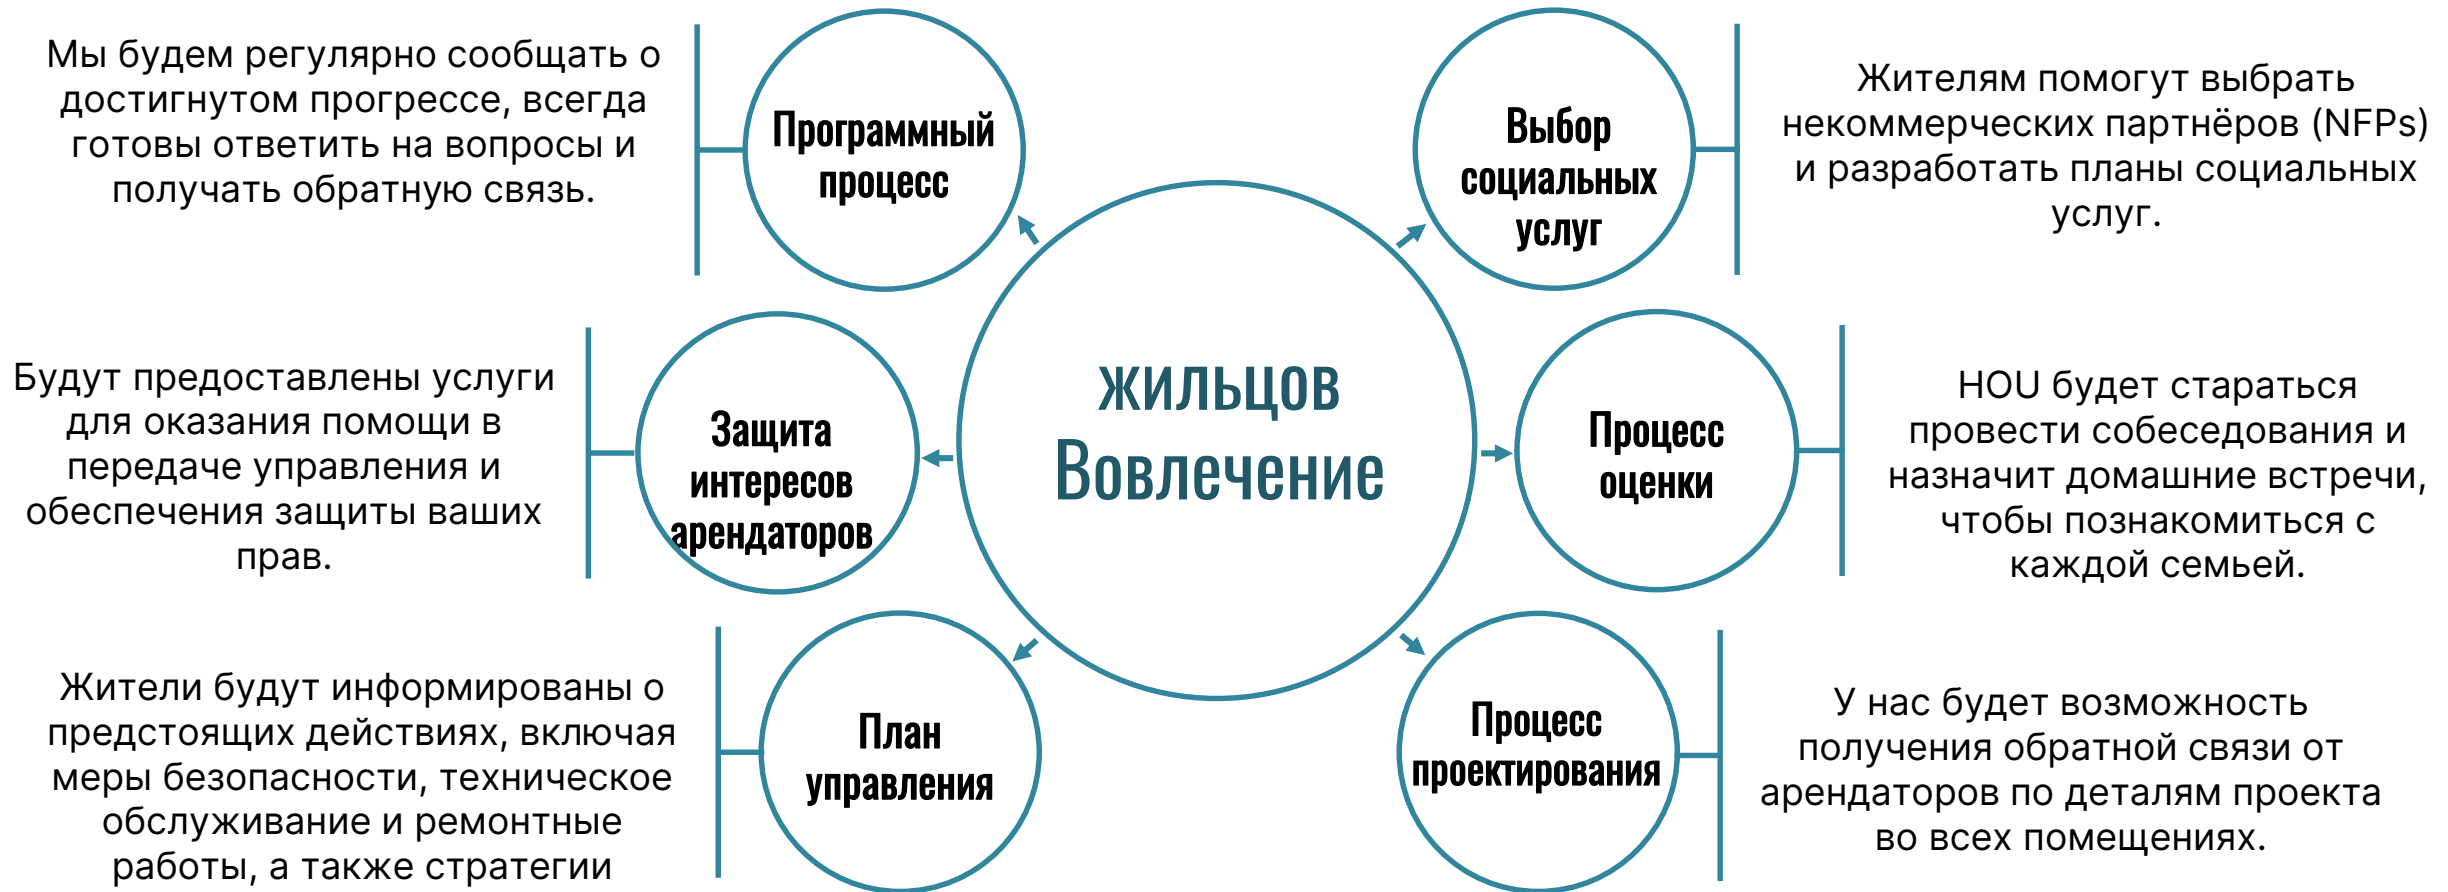 Мы будем регулярно сообщать о
достигнутом прогрессе, всегда
готовы ответить на вопросы и
получать обратную связь.
Программный
процесс
Выбор
социальных
услуг
Жителям помогут выбрать
некоммерческих партнёров (NFPs)
и разработать планы социальных
услуг.
Будут предоставлены услуги
для оказания помощи в
передаче управления и
обеспечения защиты ваших
прав.
Защита
интересов
арендаторов
жильцов
Вовлечение
Процесс
оценки
HOU будет стараться
провести собеседования и
назначит домашние встречи,
чтобы познакомиться с
каждой семьей.
Жители будут информированы о
предстоящих действиях, включая
меры безопасности, техническое
обслуживание и ремонтные
работы, а также стратегии
План
управления
Процесс
проектирования
У нас будет возможность
получения обратной связи от
арендаторов по деталям проекта
во всех помещениях.